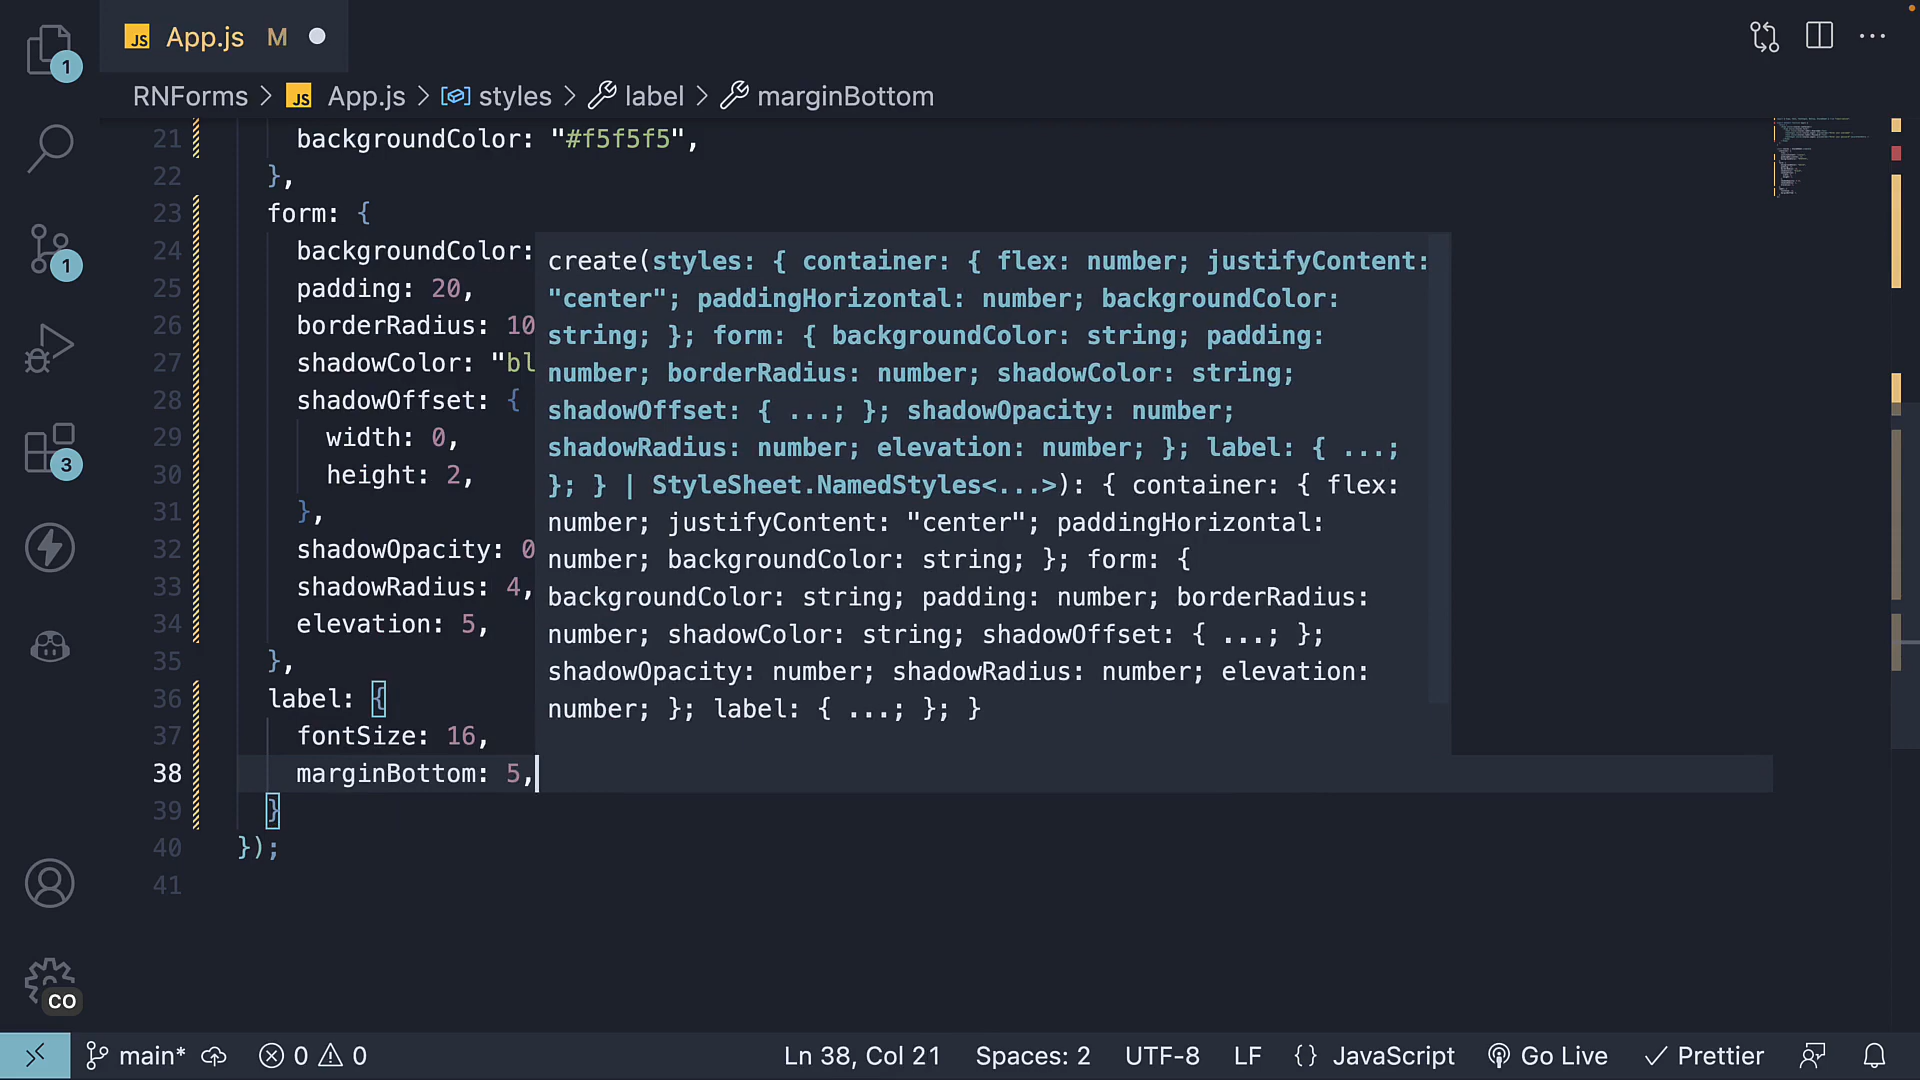 JS App.js M
1
RNForms > JS App.js > styles > label > marginBottom
21 backgroundColor: "#f5f5f5",
22 },
23 form: {
24 backgroundColor:
25 padding: 20,
26 borderRadius: 10
27 shadowColor: "bl
28 shadowOffset: {
29 width: 0,
30 height: 2,
31 },
32 shadowOpacity: 0
33 shadowRadius: 4,
34 elevation: 5,
35 },
36 label: {
37 fontSize: 16,
38 marginBottom: 5,
39 }
40 });
41
create(styles: { container: { flex: number; justifyContent:
"center"; paddingHorizontal: number; backgroundColor:
string; }; form: { backgroundColor: string; padding:
number; borderRadius: number; shadowColor: string;
shadowOffset: { ...; }; shadowOpacity: number;
shadowRadius: number; elevation: number; }; label: { ...;
}; } | StyleSheet.NamedStyles<...>): { container: { flex:
number; justifyContent: "center"; paddingHorizontal:
number; backgroundColor: string; }; form: {
backgroundColor: string; padding: number; borderRadius:
number; shadowColor: string; shadowOffset: { ...; };
shadowOpacity: number; shadowRadius: number; elevation:
number; }; label: { ...; }; }
1
3
CO
main* 0 0 Ln 38, Col 21 Spaces: 2 UTF-8 LF {} JavaScript Go Live Prettier